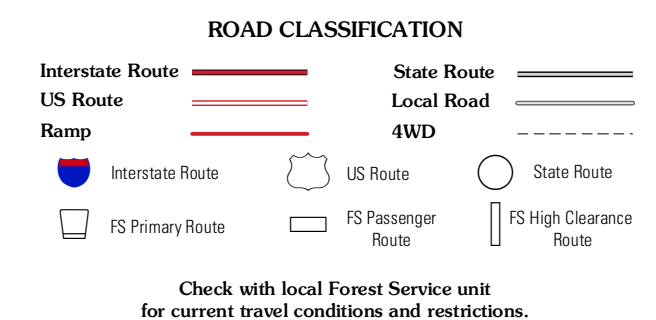 ROAD CLASSIFICATION
Interstate Route
State Route
US Route
Local Road
Ramp
4WD
Interstate Route
US Route
State Route
FS Primary Route
FS Passenger
Route
FS High Clearance
Route
Check with local Forest Service unit
for current travel conditions and restrictions.